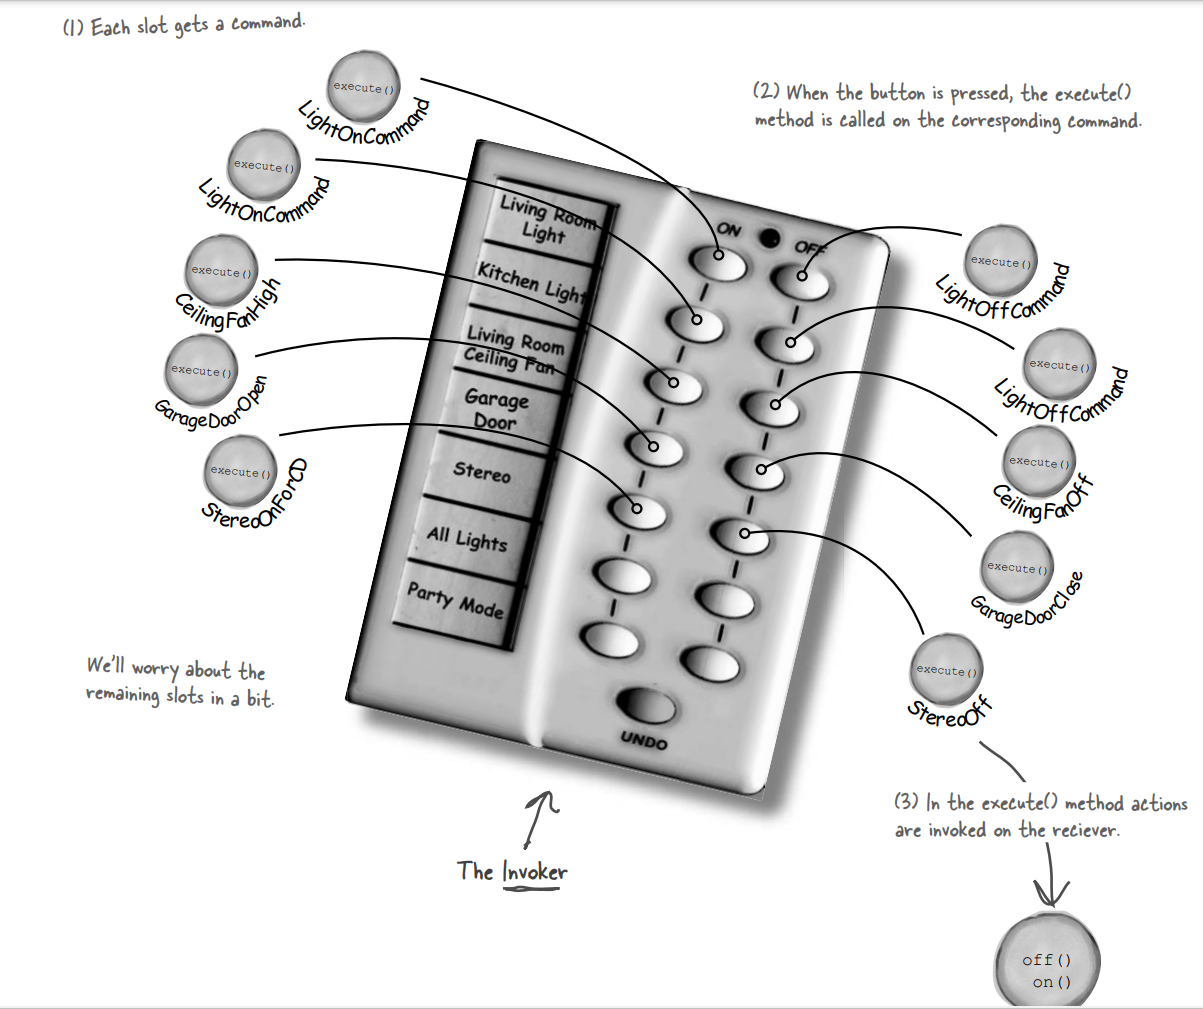 (1) Each slot gets a command.
execute()
LightOnCommand
execute()
LightOnCommand
execute()
CeilingFanHigh
execute()
GarageDoorOpen
execute()
StereoOnForCD
We'll worry about the
remaining slots in a bit.
Living Room
Light
Kitchen Light
Living Room
Ceiling Fan
Garage
Door
Stereo
All Lights
Party Mode
ON
OFF
UNDO
The Invoker
(2) When the button is pressed, the execute()
method is called on the corresponding command.
execute()
LightOffCommand
execute()
LightOffCommand
execute()
CeilingFanOff
execute()
GarageDoorClose
execute()
StereoOff
(3) In the execute() method actions
are invoked on the reciever.
off()
on()